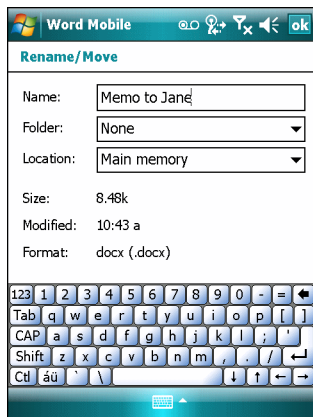 Word Mobile ok
Rename/Move
Name: Memo to Jane
Folder: None
Location: Main memory
Size: 8.48k
Modified: 10:43 a
Format: docx (.docx)
123 1 2 3 4 5 6 7 8 9 0 - = ←
Tab q w e r t y u i o p [ ]
CAP a s d f g h j k l ; '
Shift z x c v b n m , . / ↵
Ctl áü ` \ ↓ ↑ ← →